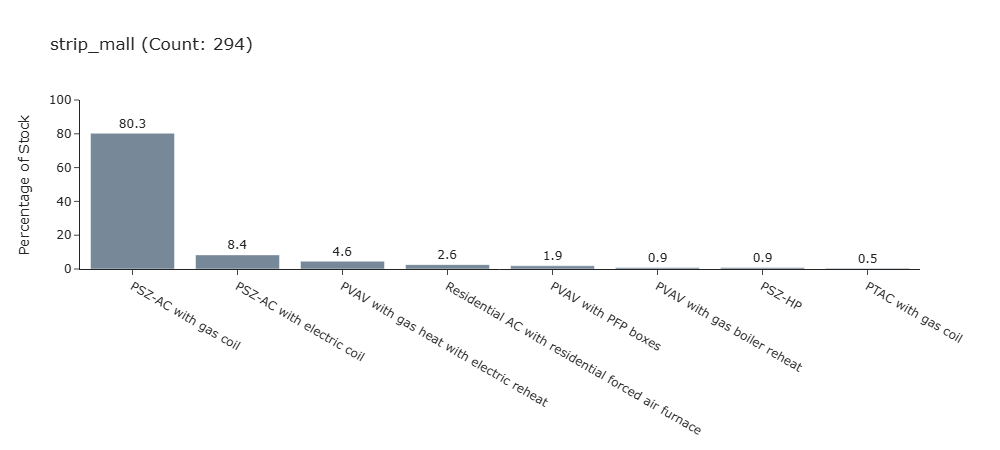 strip_mall (Count: 294)
Percentage of Stock
100
80
60
40
20
0
80.3
8.4
4.6
2.6
1.9
0.9
0.9
0.5
PSZ-AC with gas coil
PSZ-AC with electric coil
PVAV with gas heat with electric reheat
Residential AC with residential forced air furnace
PVAV with PFP boxes
PVAV with gas boiler reheat
PSZ-HP
PTAC with gas coil